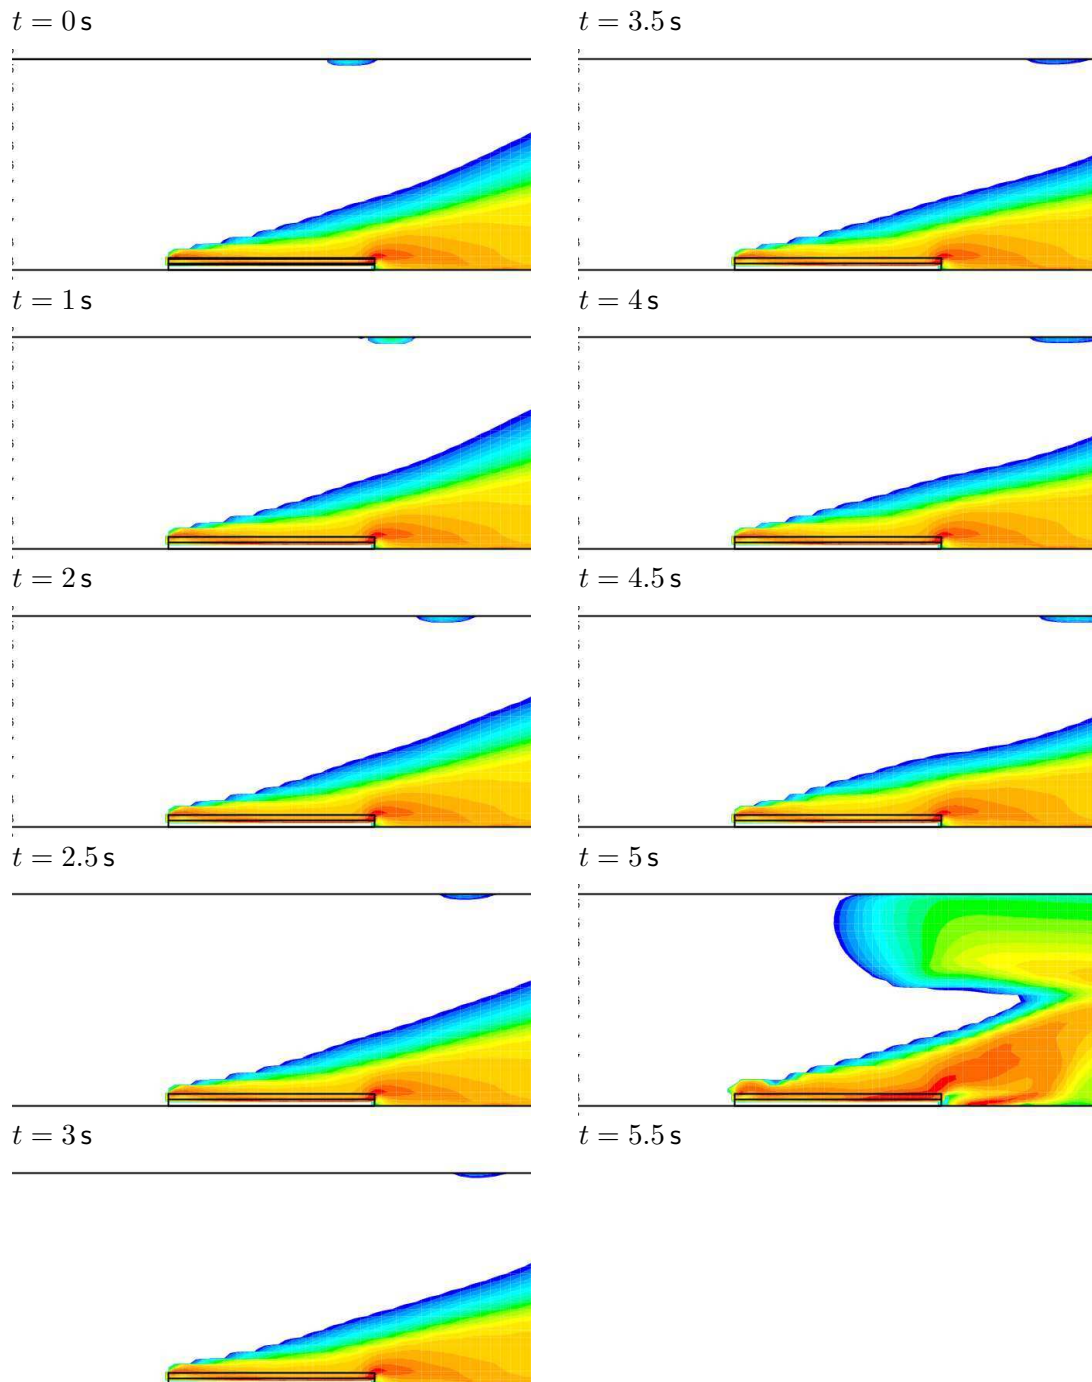 t = 0 s
t = 1 s
t = 2 s
t = 2.5 s
t = 3 s
t = 3.5 s
t = 4 s
t = 4.5 s
t = 5 s
t = 5.5 s